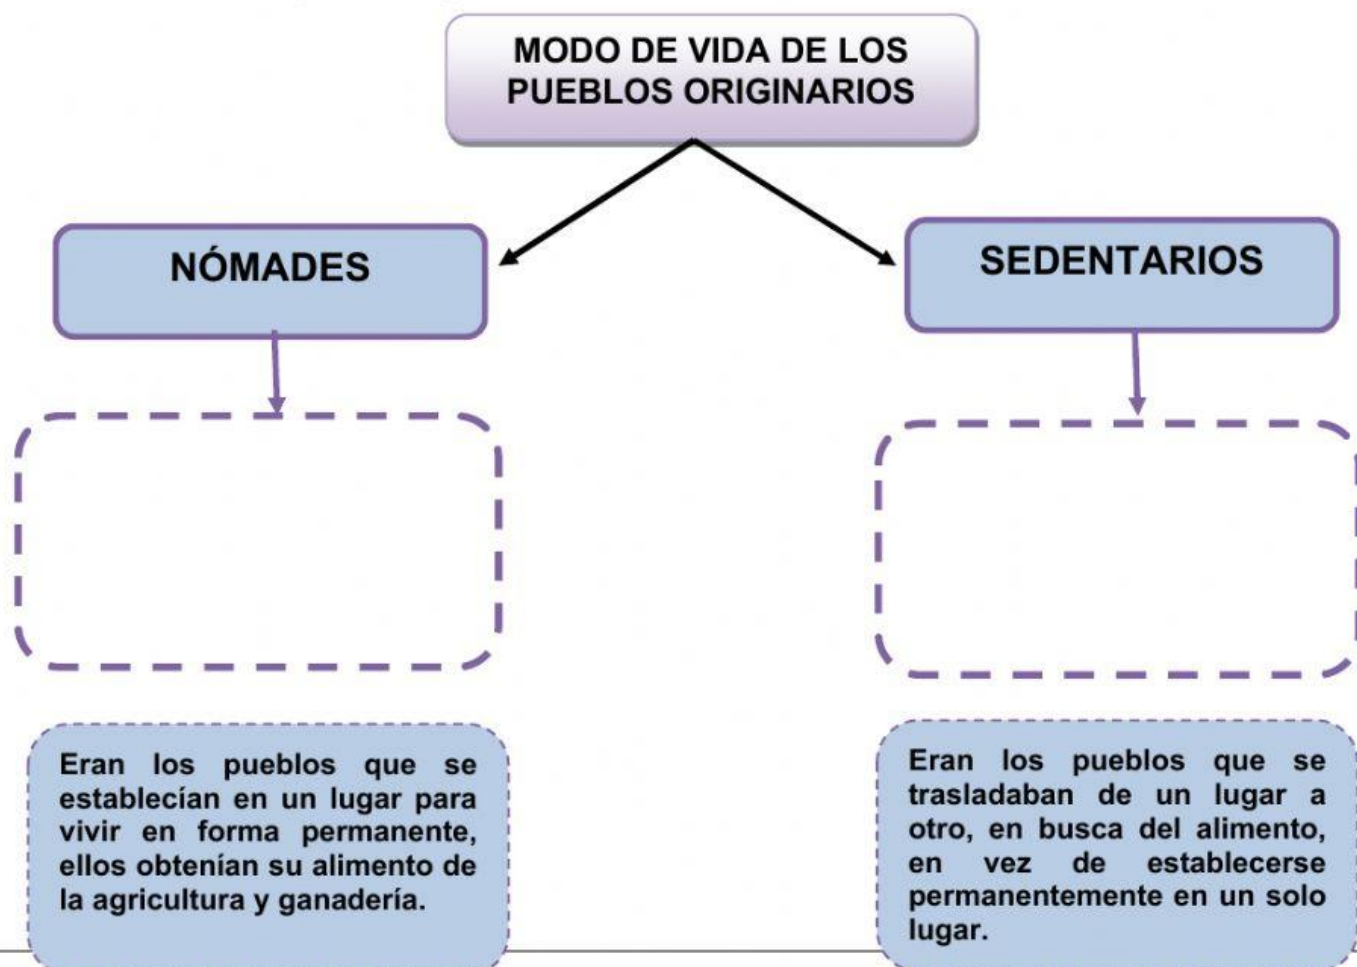 MODO DE VIDA DE LOS
PUEBLOS ORIGINARIOS
NÓMADES
SEDENTARIOS
Eran los pueblos que se
establecían en un lugar para
vivir en forma permanente,
ellos obtenían su alimento de
la agricultura y ganadería.
Eran los pueblos que se
trasladaban de un lugar a
otro, en busca del alimento,
en vez de establecerse
permanentemente en un solo
lugar.